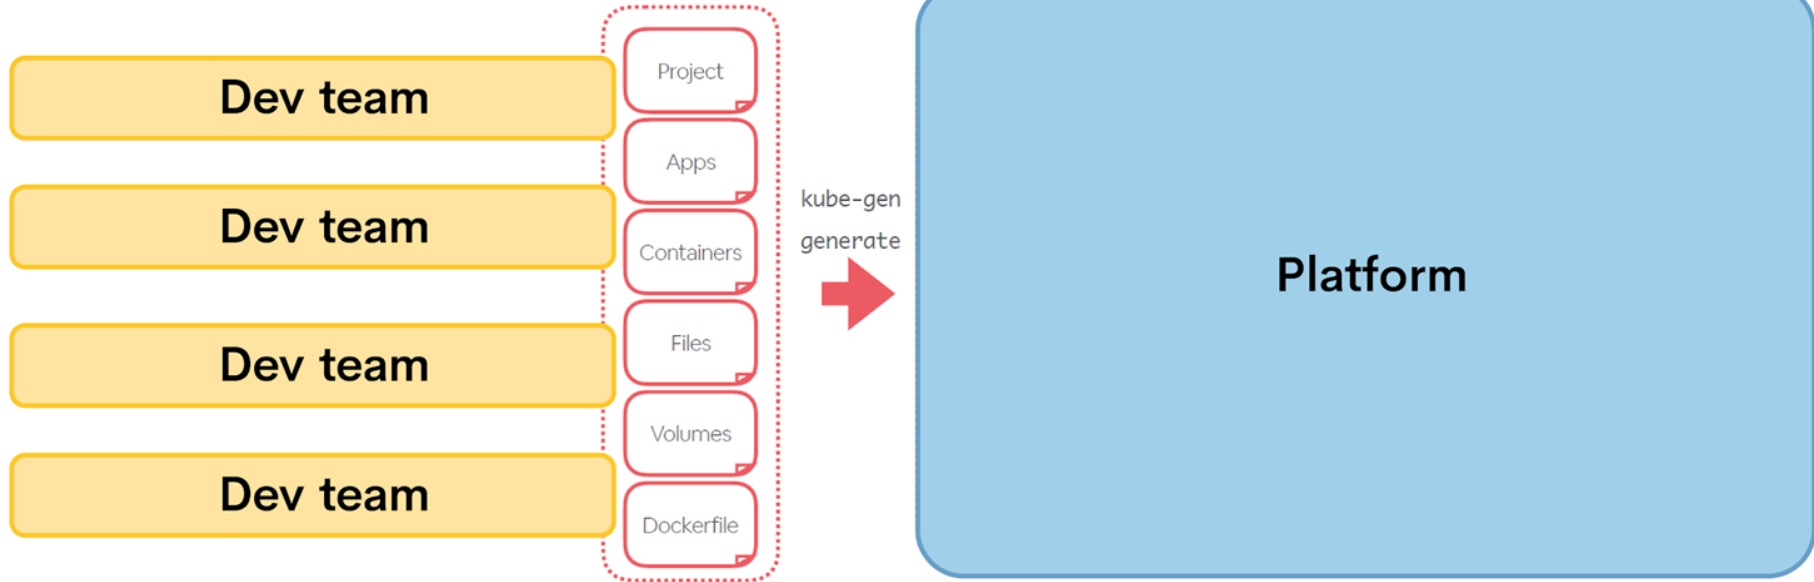 Dev team
Dev team
Dev team
Dev team
Project
Apps
Containers
Files
Volumes
Dockerfile
kube-gen
generate
Platform